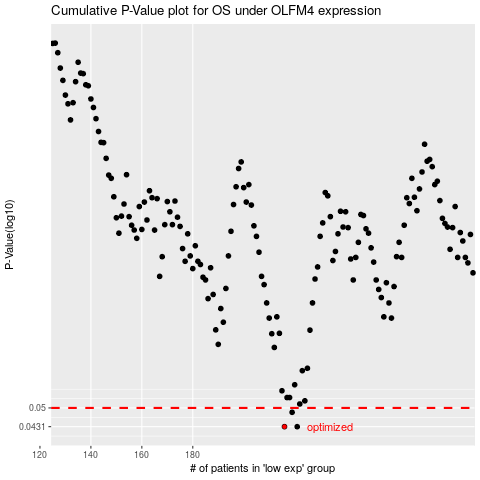 Cumulative P-Value plot for OS under OLFM4 expression
P-Value(log10)
0.05
0.0431
optimized
120 140 160 180
# of patients in 'low exp' group